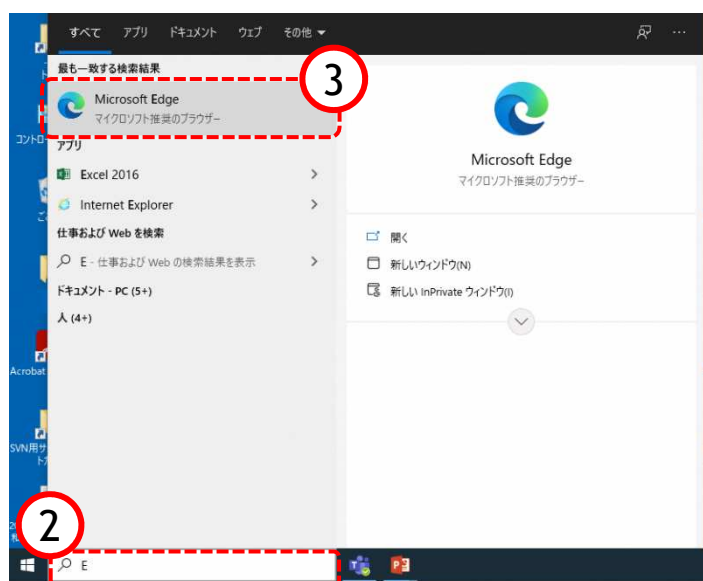 すべて アプリ ドキュメント ウェブ その他
最も一致する検索結果
3
Microsoft Edge
マイクロソフト推奨のブラウザー
アプリ
Excel 2016
Internet Explorer
仕事および Web を検索
E - 仕事および Web の検索結果を表示
ドキュメント - PC (5+)
人 (4+)
Microsoft Edge
マイクロソフト推奨のブラウザー
開く
新しいウィンドウ(N)
新しい InPrivate ウィンドウ(I)
コントロー
ご
Acrobat
SVN用サ
2
E